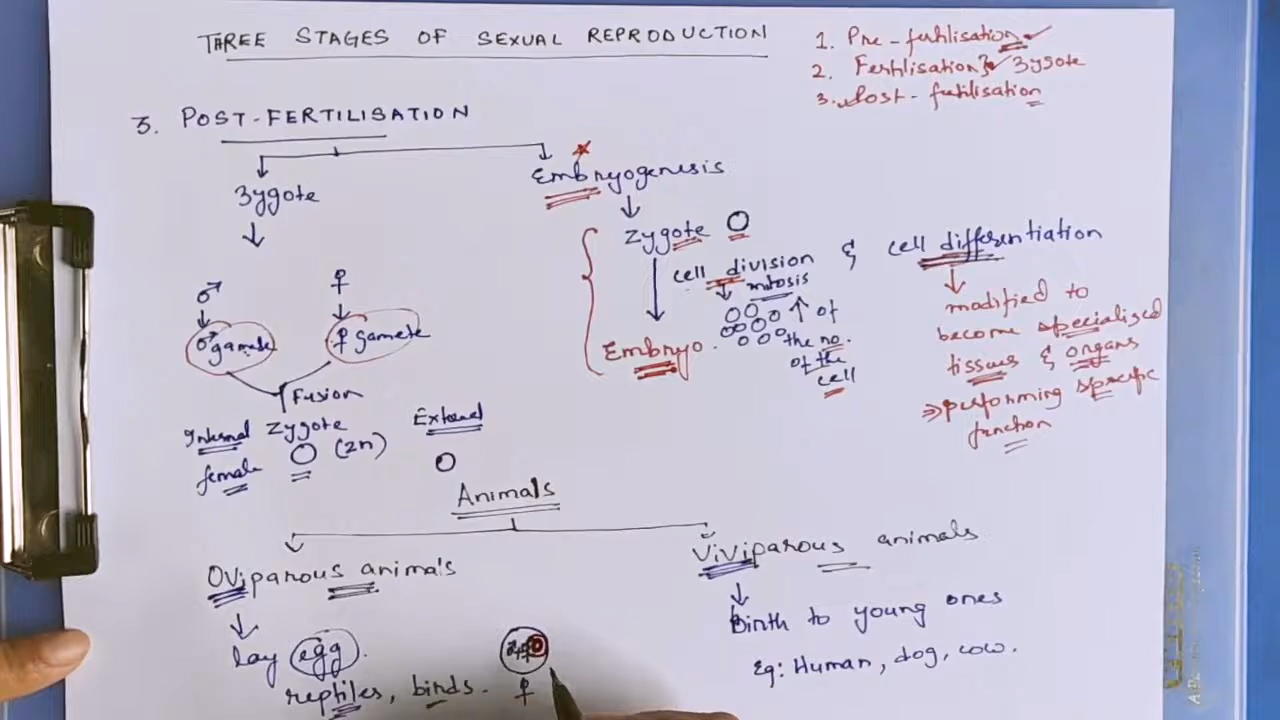 THREE STAGES OF SEXUAL REPRODUCTION
1. Pre-fertilisation
2. Fertilisation} Zygote
3. Post-fertilisation
3. POST-FERTILISATION
Zygote
Embryogenesis
Zygote
cell division & cell differentiation
mitosis
↑ of
the no.
of the
cell
Embryo.
modified to
become specialised
tissues & organs
⇒ performing specific
function
♂ ♀
♂ gamete ♀ gamete
Fusion
Internal Zygote External
female (2n)
Animals
Oviparous animals
lay egg.
reptiles, birds.
♀
Viviparous animals
Birth to young ones
Eg: Human, dog, cow.